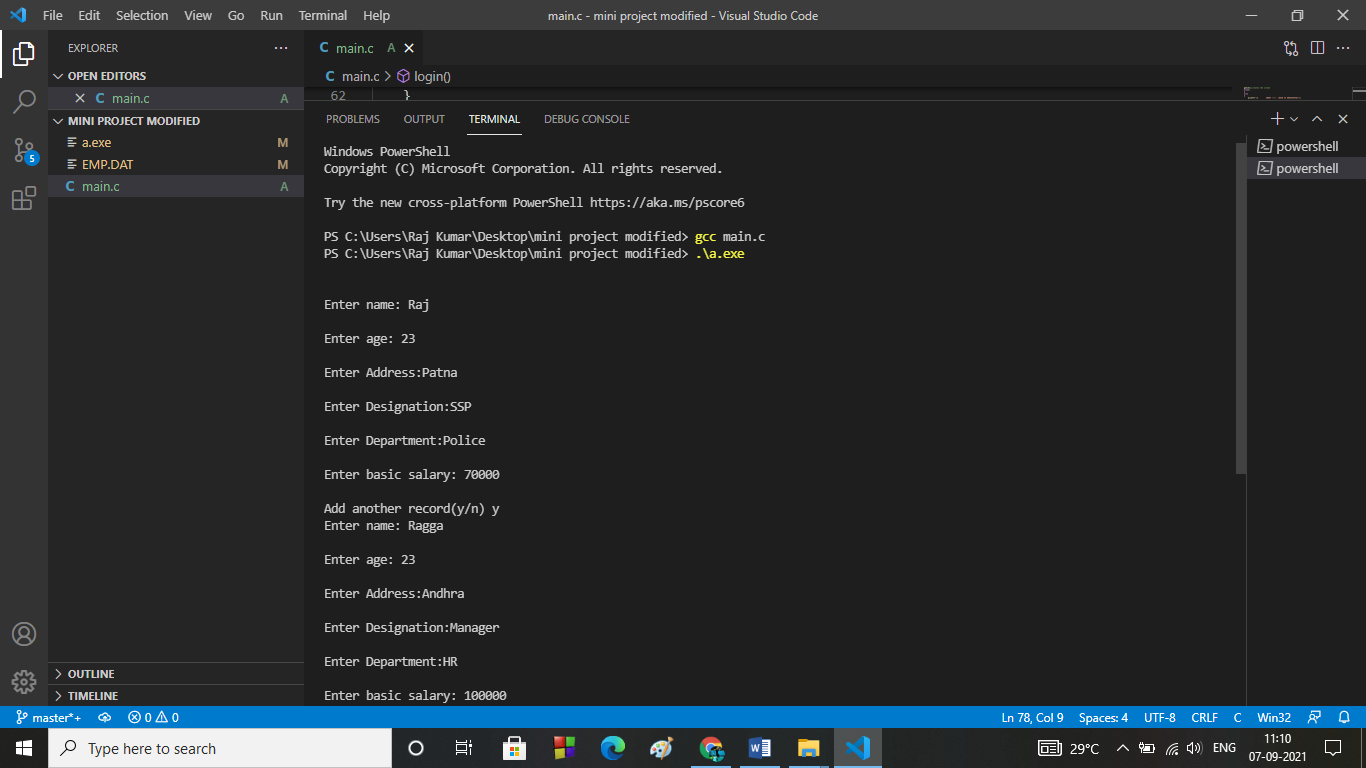 File Edit Selection View Go Run Terminal Help
main.c - mini project modified - Visual Studio Code
EXPLORER
OPEN EDITORS
C main.c A
MINI PROJECT MODIFIED
a.exe M
EMP.DAT M
C main.c A
5
OUTLINE
TIMELINE
C main.c A
C main.c > login()
62 }
PROBLEMS OUTPUT TERMINAL DEBUG CONSOLE
powershell
powershell
Windows PowerShell
Copyright (C) Microsoft Corporation. All rights reserved.
Try the new cross-platform PowerShell https://aka.ms/pscore6
PS C:\Users\Raj Kumar\Desktop\mini project modified> gcc main.c
PS C:\Users\Raj Kumar\Desktop\mini project modified> .\a.exe
Enter name: Raj
Enter age: 23
Enter Address:Patna
Enter Designation:SSP
Enter Department:Police
Enter basic salary: 70000
Add another record(y/n) y
Enter name: Ragga
Enter age: 23
Enter Address:Andhra
Enter Designation:Manager
Enter Department:HR
Enter basic salary: 100000
master*+ 0 0
Ln 78, Col 9 Spaces: 4 UTF-8 CRLF C Win32
Type here to search
29°C ENG
11:10
07-09-2021